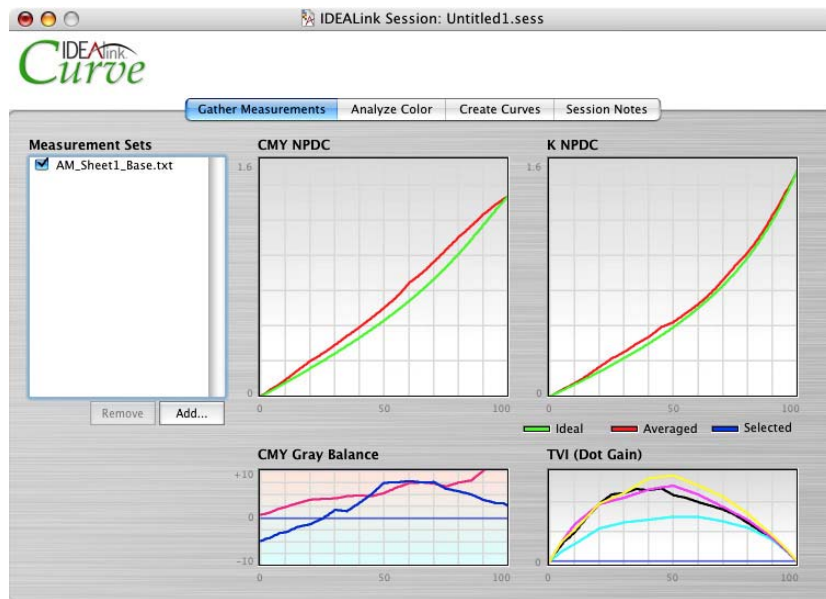 IDEALink Session: Untitled1.sess
IDEAlink
Curve
Gather Measurements Analyze Color Create Curves Session Notes
Measurement Sets
AM_Sheet1_Base.txt
Remove Add...
CMY NPDC
1.6
0
0 50 100
K NPDC
1.6
0
0 50 100
Ideal Averaged Selected
CMY Gray Balance
+10
0
-10
0 50 100
TVI (Dot Gain)
0
0 50 100